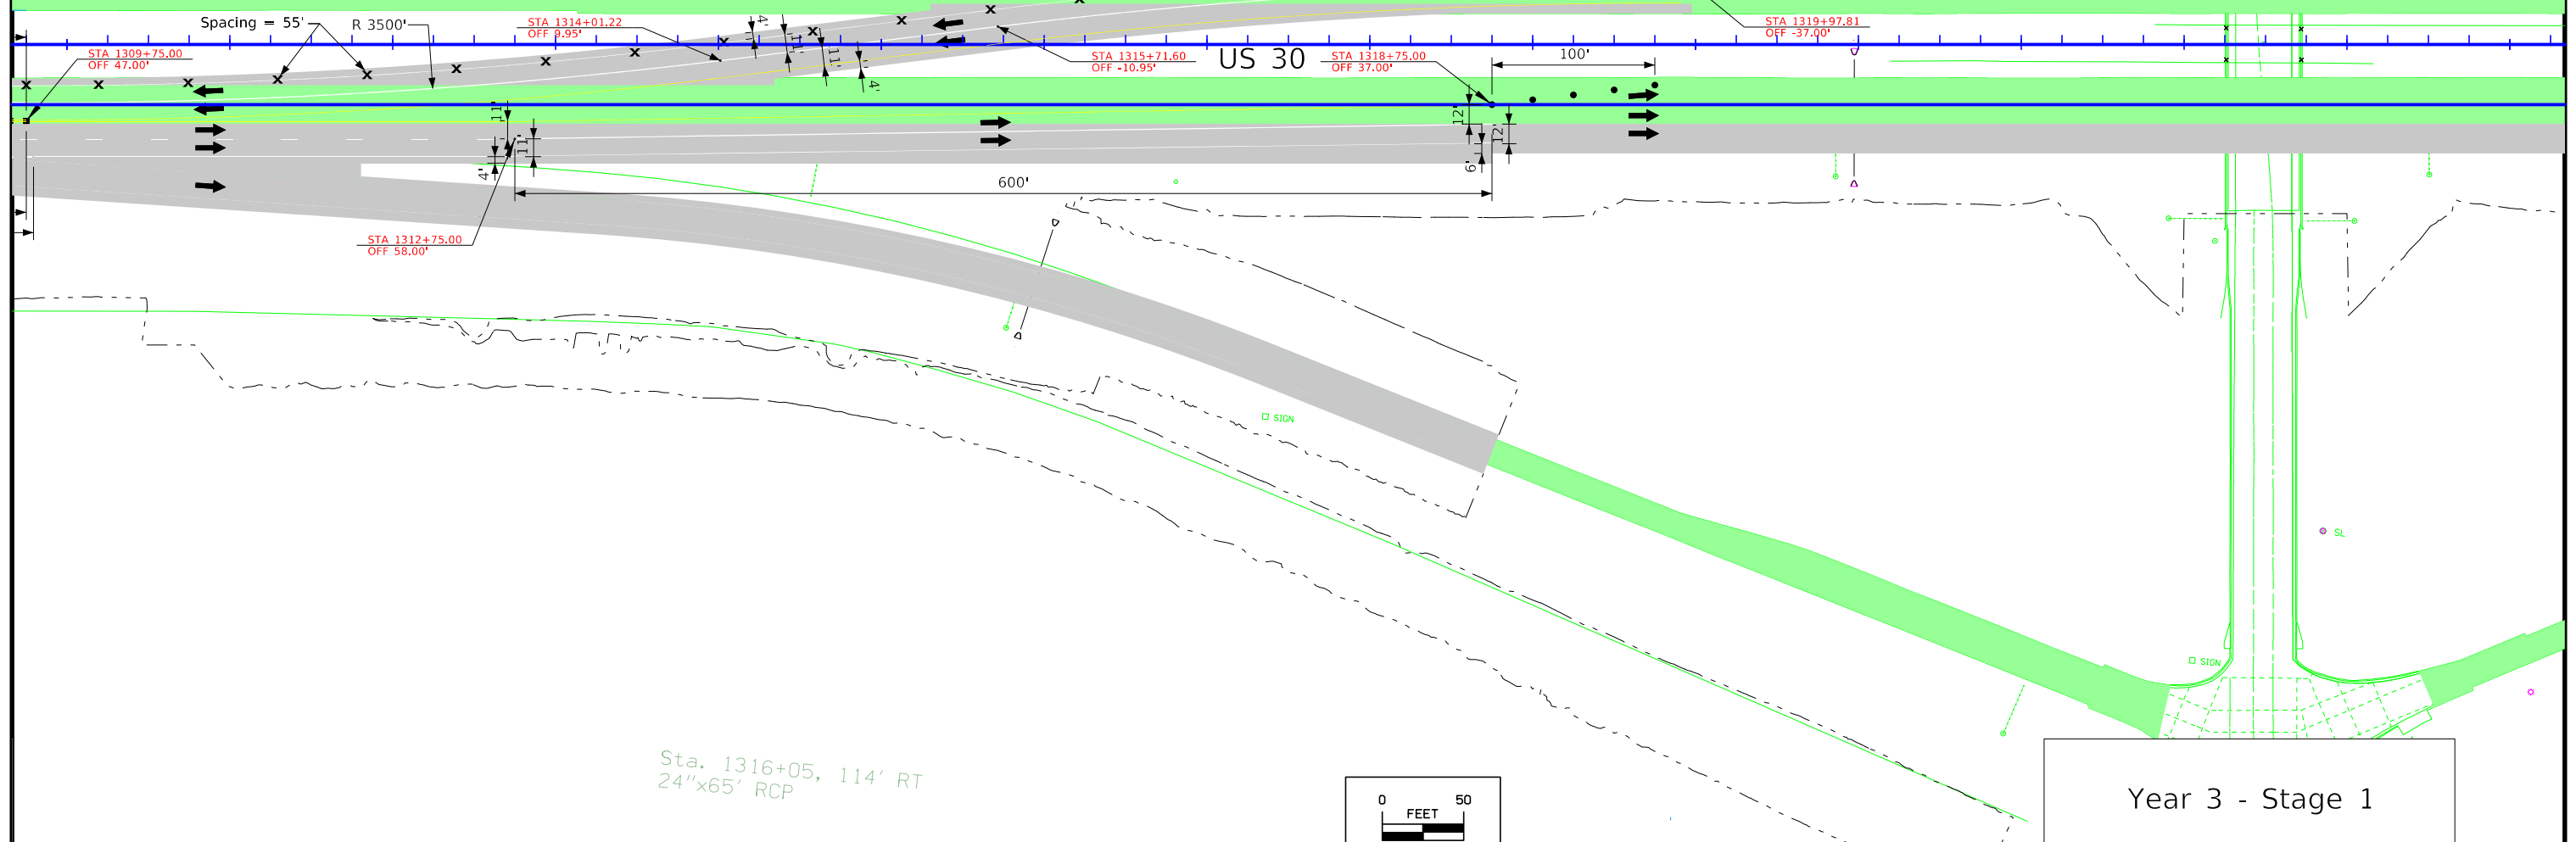 Spacing = 55'
R 3500'
STA 1314+01.22
OFF 9.95'
STA 1309+75.00
OFF 47.00'
4'
11'
11'
4'
STA 1315+71.60
OFF -10.95'
US 30
STA 1318+75.00
OFF 37.00'
100'
STA 1319+97.81
OFF -37.00'
11'
11'
4'
12'
12'
6'
600'
STA 1312+75.00
OFF 58.00'
SIGN
SL
SIGN
Sta. 1316+05, 114' RT
24"x65' RCP
0 50
FEET
Year 3 - Stage 1